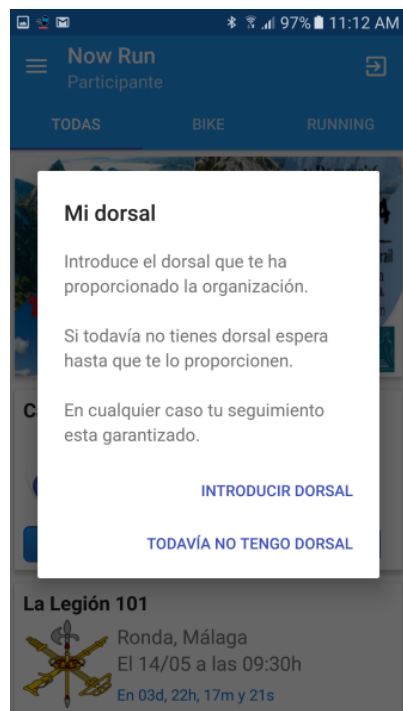 97% 11:12 AM
Now Run
Participante
TODAS BIKE RUNNING
Mi dorsal
Introduce el dorsal que te ha
proporcionado la organización.
Si todavía no tienes dorsal espera
hasta que te lo proporcionen.
En cualquier caso tu seguimiento
esta garantizado.
INTRODUCIR DORSAL
TODAVÍA NO TENGO DORSAL
La Legión 101
Ronda, Málaga
El 14/05 a las 09:30h
En 03d, 22h, 17m y 21s